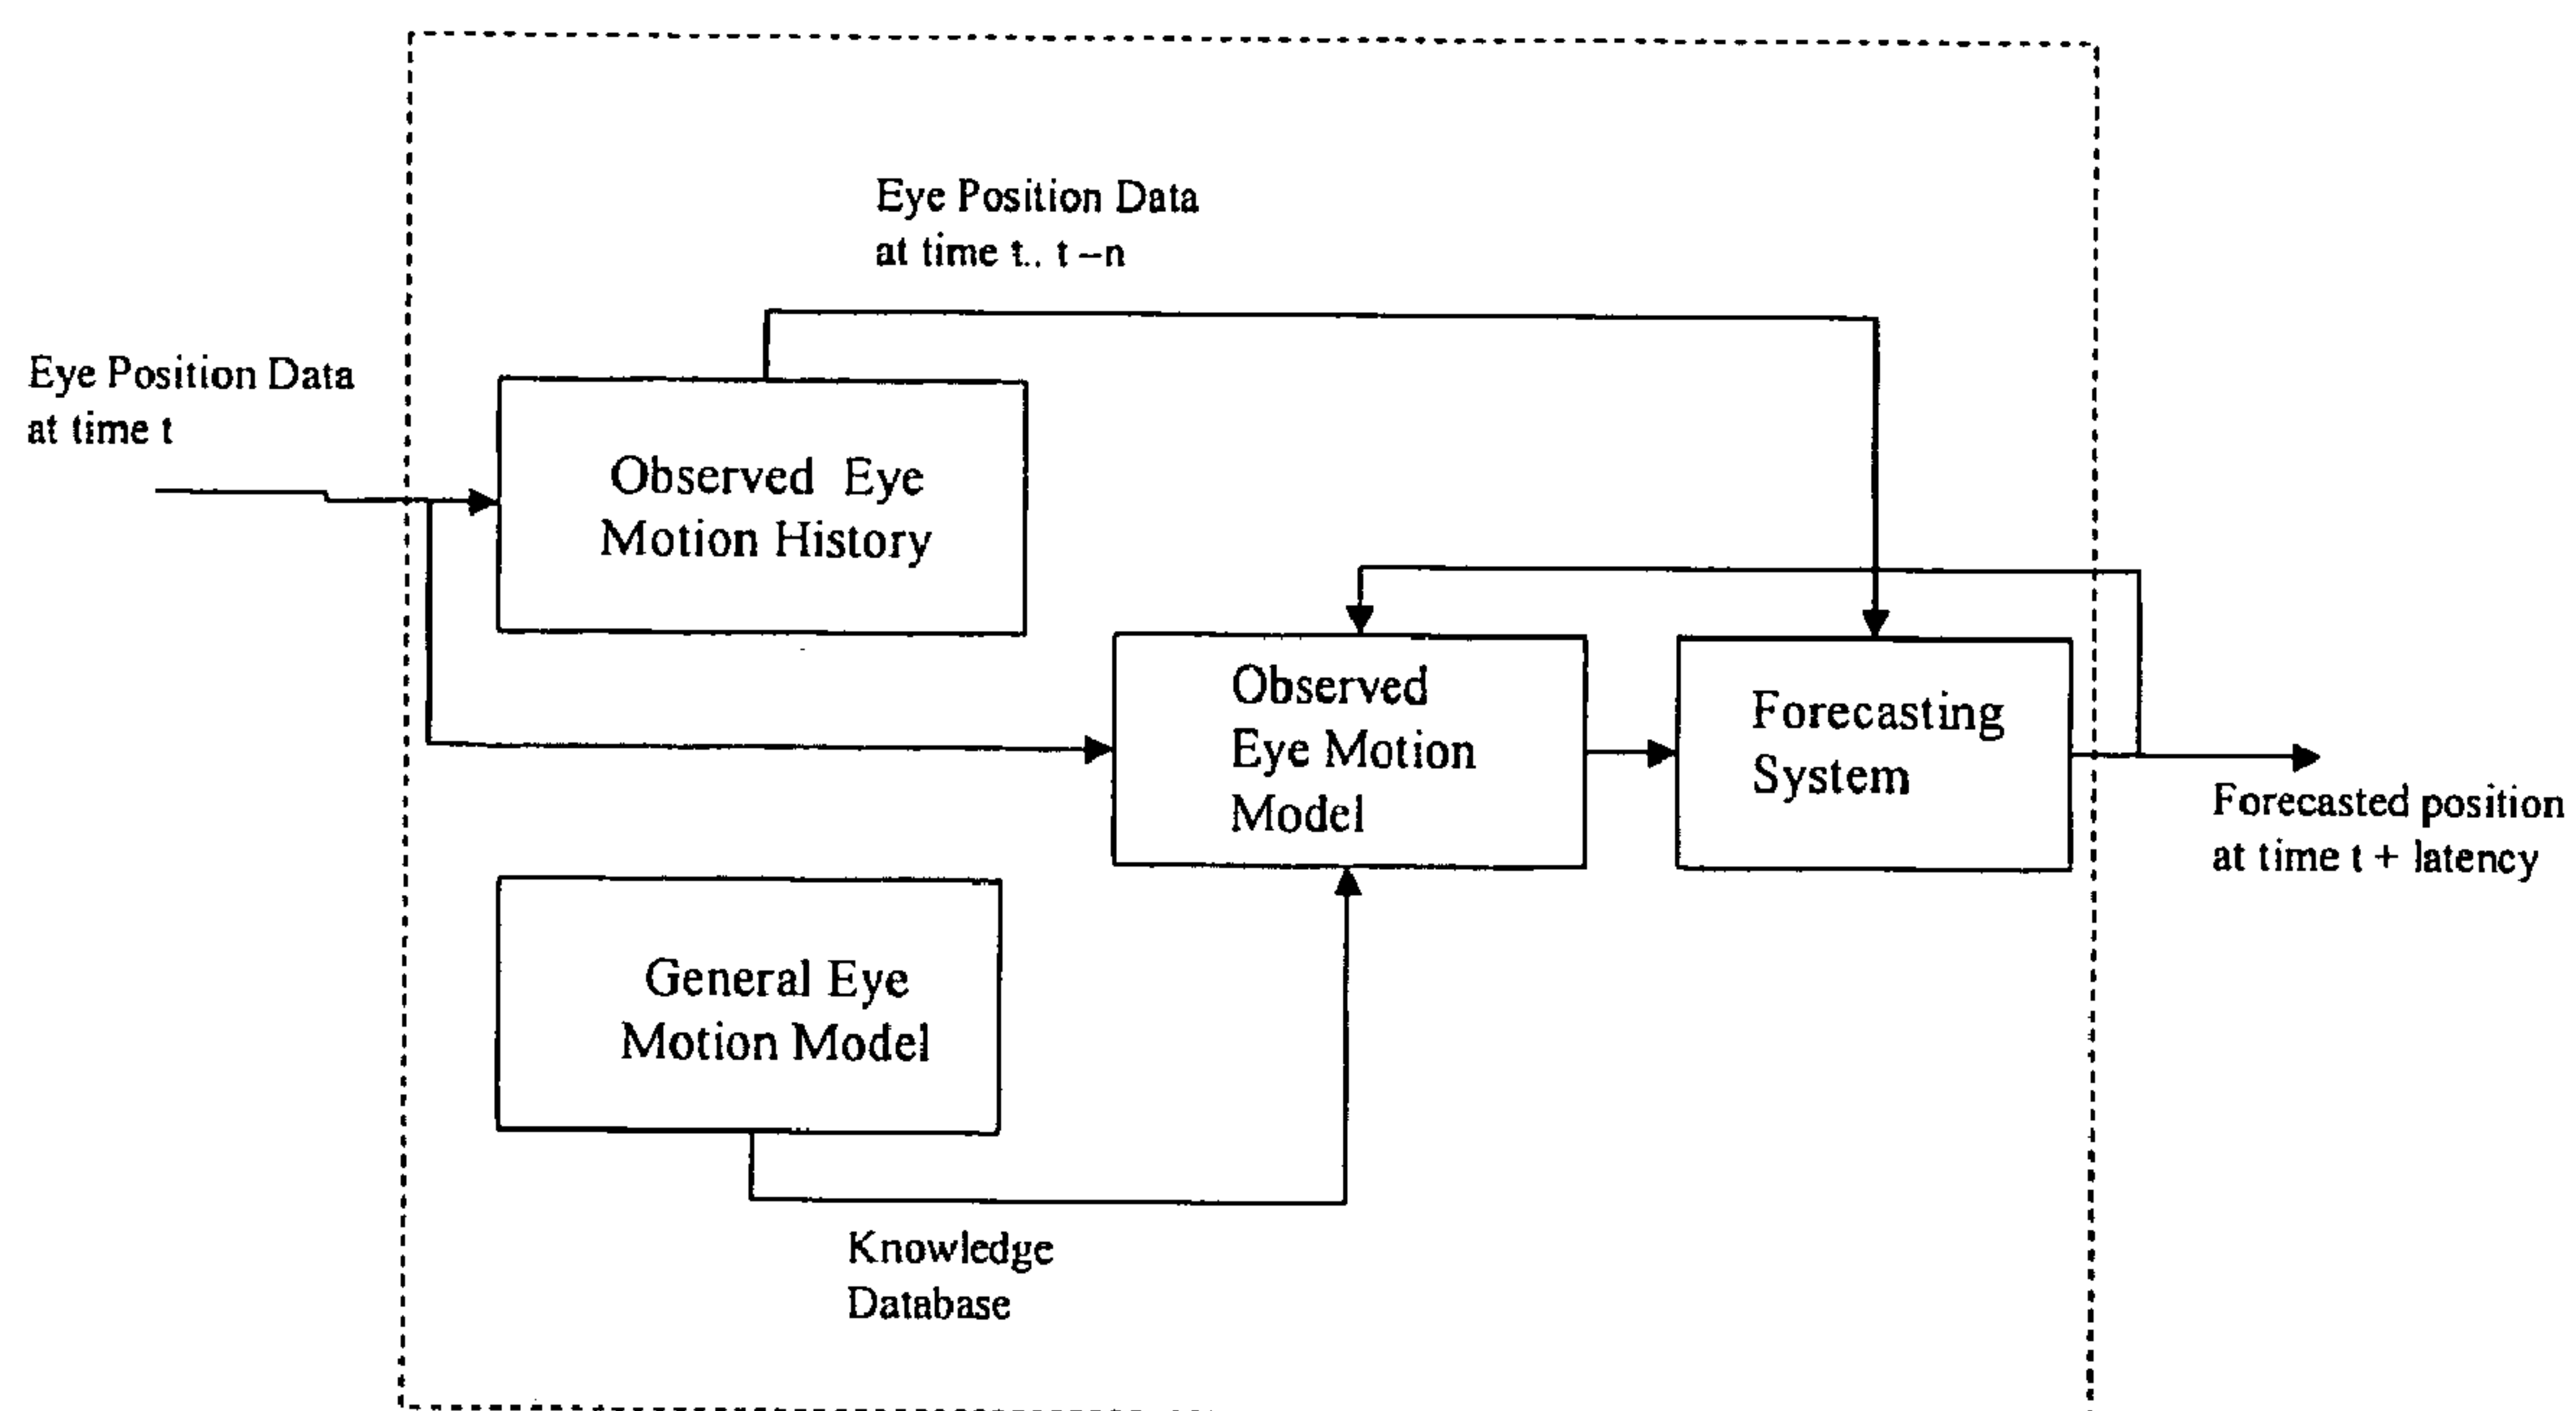 Eye Position Data
at time t.. t –n
Eye Position Data
at time t
Observed Eye
Motion History
Observed
Eye Motion
Model
Forecasting
System
Forecasted position
at time t + latency
General Eye
Motion Model
Knowledge
Database